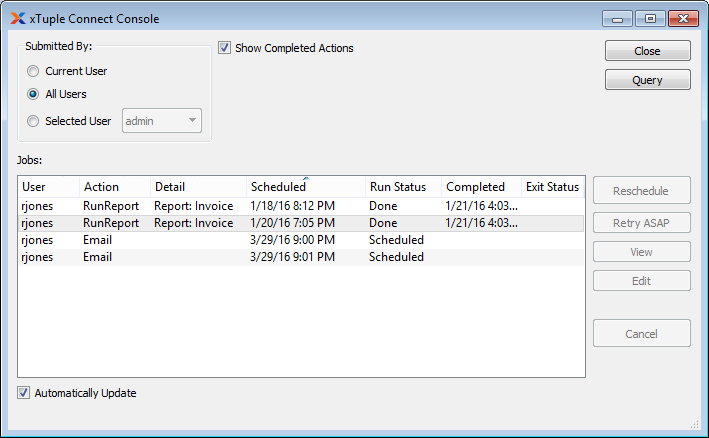 xTuple Connect Console
Submitted By:
Current User
All Users
Selected User admin
Show Completed Actions
Close
Query
Jobs:
User Action Detail Scheduled Run Status Completed Exit Status
rjones RunReport Report: Invoice 1/18/16 8:12 PM Done 1/21/16 4:03...
rjones RunReport Report: Invoice 1/20/16 7:05 PM Done 1/21/16 4:03...
rjones Email 3/29/16 9:00 PM Scheduled
rjones Email 3/29/16 9:01 PM Scheduled
Reschedule
Retry ASAP
View
Edit
Cancel
Automatically Update